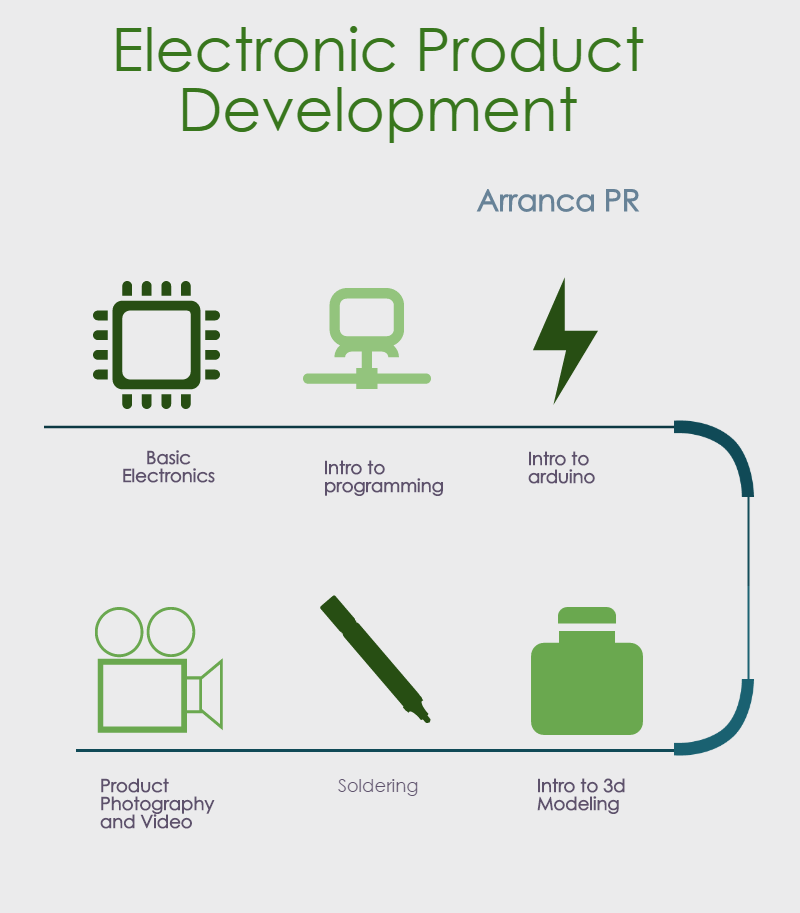 Electronic Product
Development
Arranca PR
Basic
Electronics
Intro to
programming
Intro to
arduino
Product
Photography
and Video
Soldering
Intro to 3d
Modeling